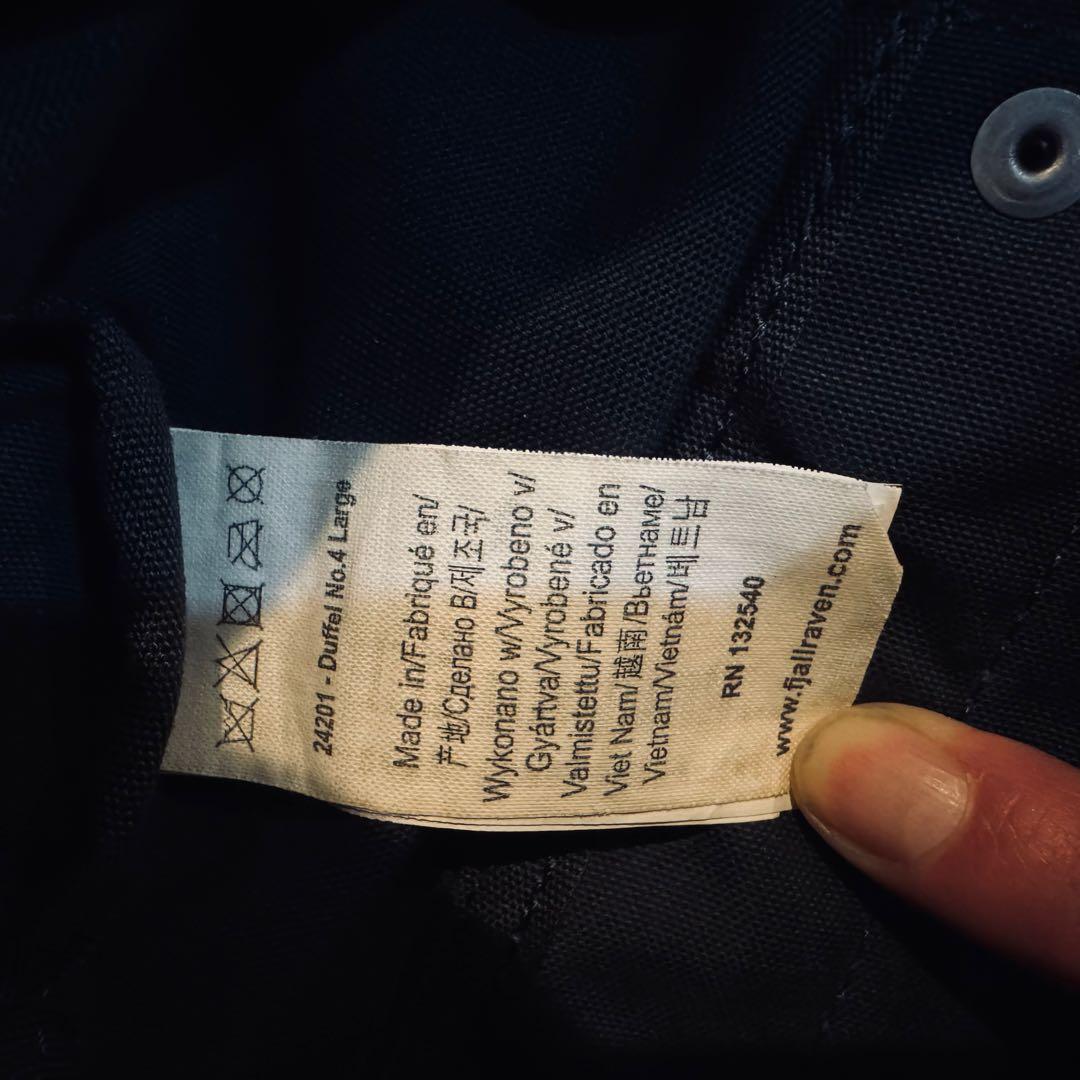 24201 - Duffel No.4 Large
Made in/Fabriqué en/
产地/Сделано В/제조국/
Wykonano w/Vyrobeno v/
Gyártva/Vyrobené v/
Valmistettu/Fabricado en
Viet Nam/越南/Вьетнаме/
Vietnam/Vietnám/베트남
RN 132540
www.fjallraven.com